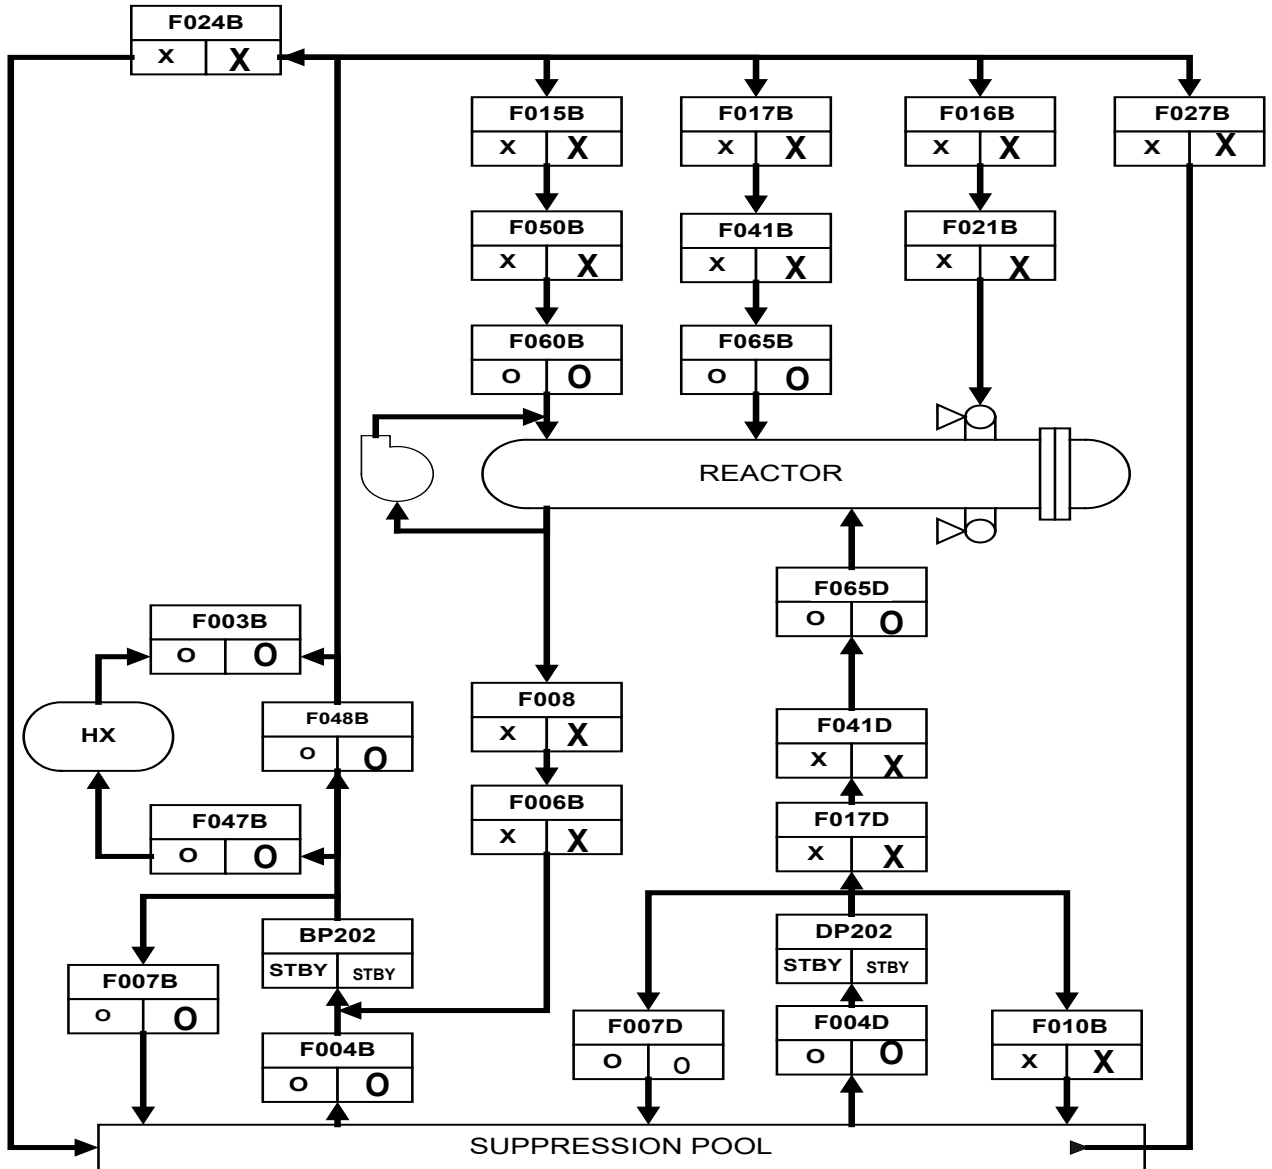 F024B
x X
F015B
x X
F017B
x X
F016B
x X
F027B
x X
F050B
x X
F041B
x X
F021B
x X
F060B
o O
F065B
o O
REACTOR
F065D
o O
F003B
o O
F008
x X
F048B
o O
F041D
x X
HX
F006B
x X
F047B
o O
F017D
x X
BP202
STBY STBY
DP202
STBY STBY
F007B
o O
F007D
o o
F004D
o O
F010B
x X
F004B
o O
SUPPRESSION POOL